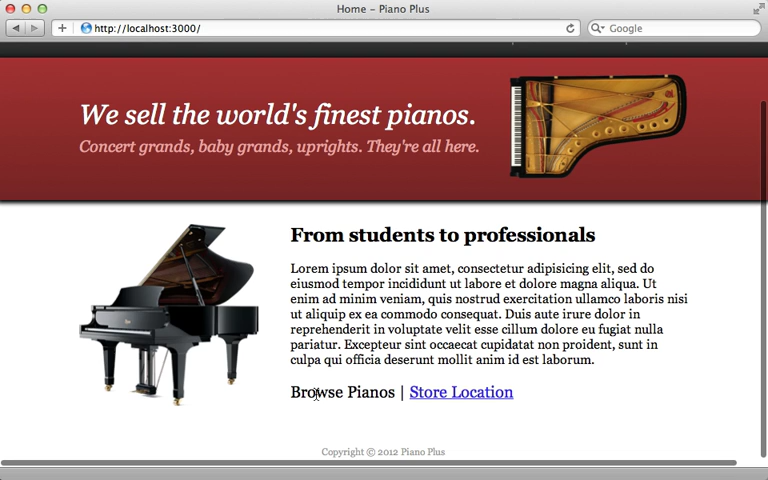 Home – Piano Plus
http://localhost:3000/
Google
We sell the world's finest pianos.
Concert grands, baby grands, uprights. They're all here.
From students to professionals
Lorem ipsum dolor sit amet, consectetur adipisicing elit, sed do
eiusmod tempor incididunt ut labore et dolore magna aliqua. Ut
enim ad minim veniam, quis nostrud exercitation ullamco laboris nisi
ut aliquip ex ea commodo consequat. Duis aute irure dolor in
reprehenderit in voluptate velit esse cillum dolore eu fugiat nulla
pariatur. Excepteur sint occaecat cupidatat non proident, sunt in
culpa qui officia deserunt mollit anim id est laborum.
Browse Pianos | Store Location
Copyright © 2012 Piano Plus